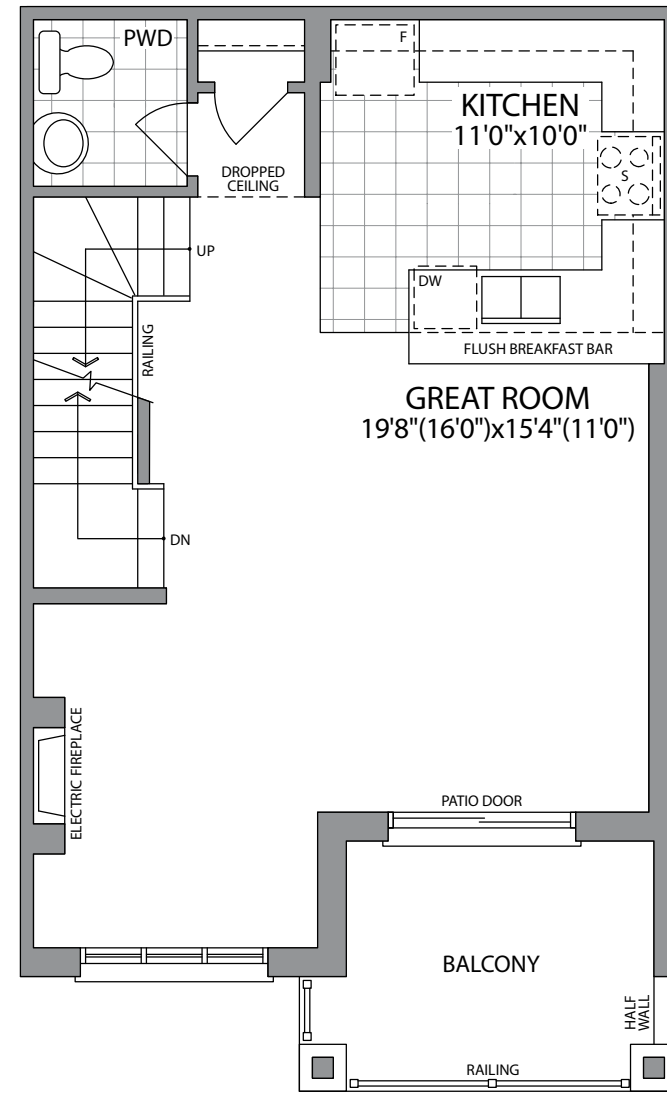 PWD
F
KITCHEN
11'0"x10'0"
DROPPED
CEILING
S
UP
DW
RAILING
FLUSH BREAKFAST BAR
GREAT ROOM
19'8"(16'0")x15'4"(11'0")
DN
ELECTRIC FIREPLACE
PATIO DOOR
BALCONY
HALF
WALL
RAILING